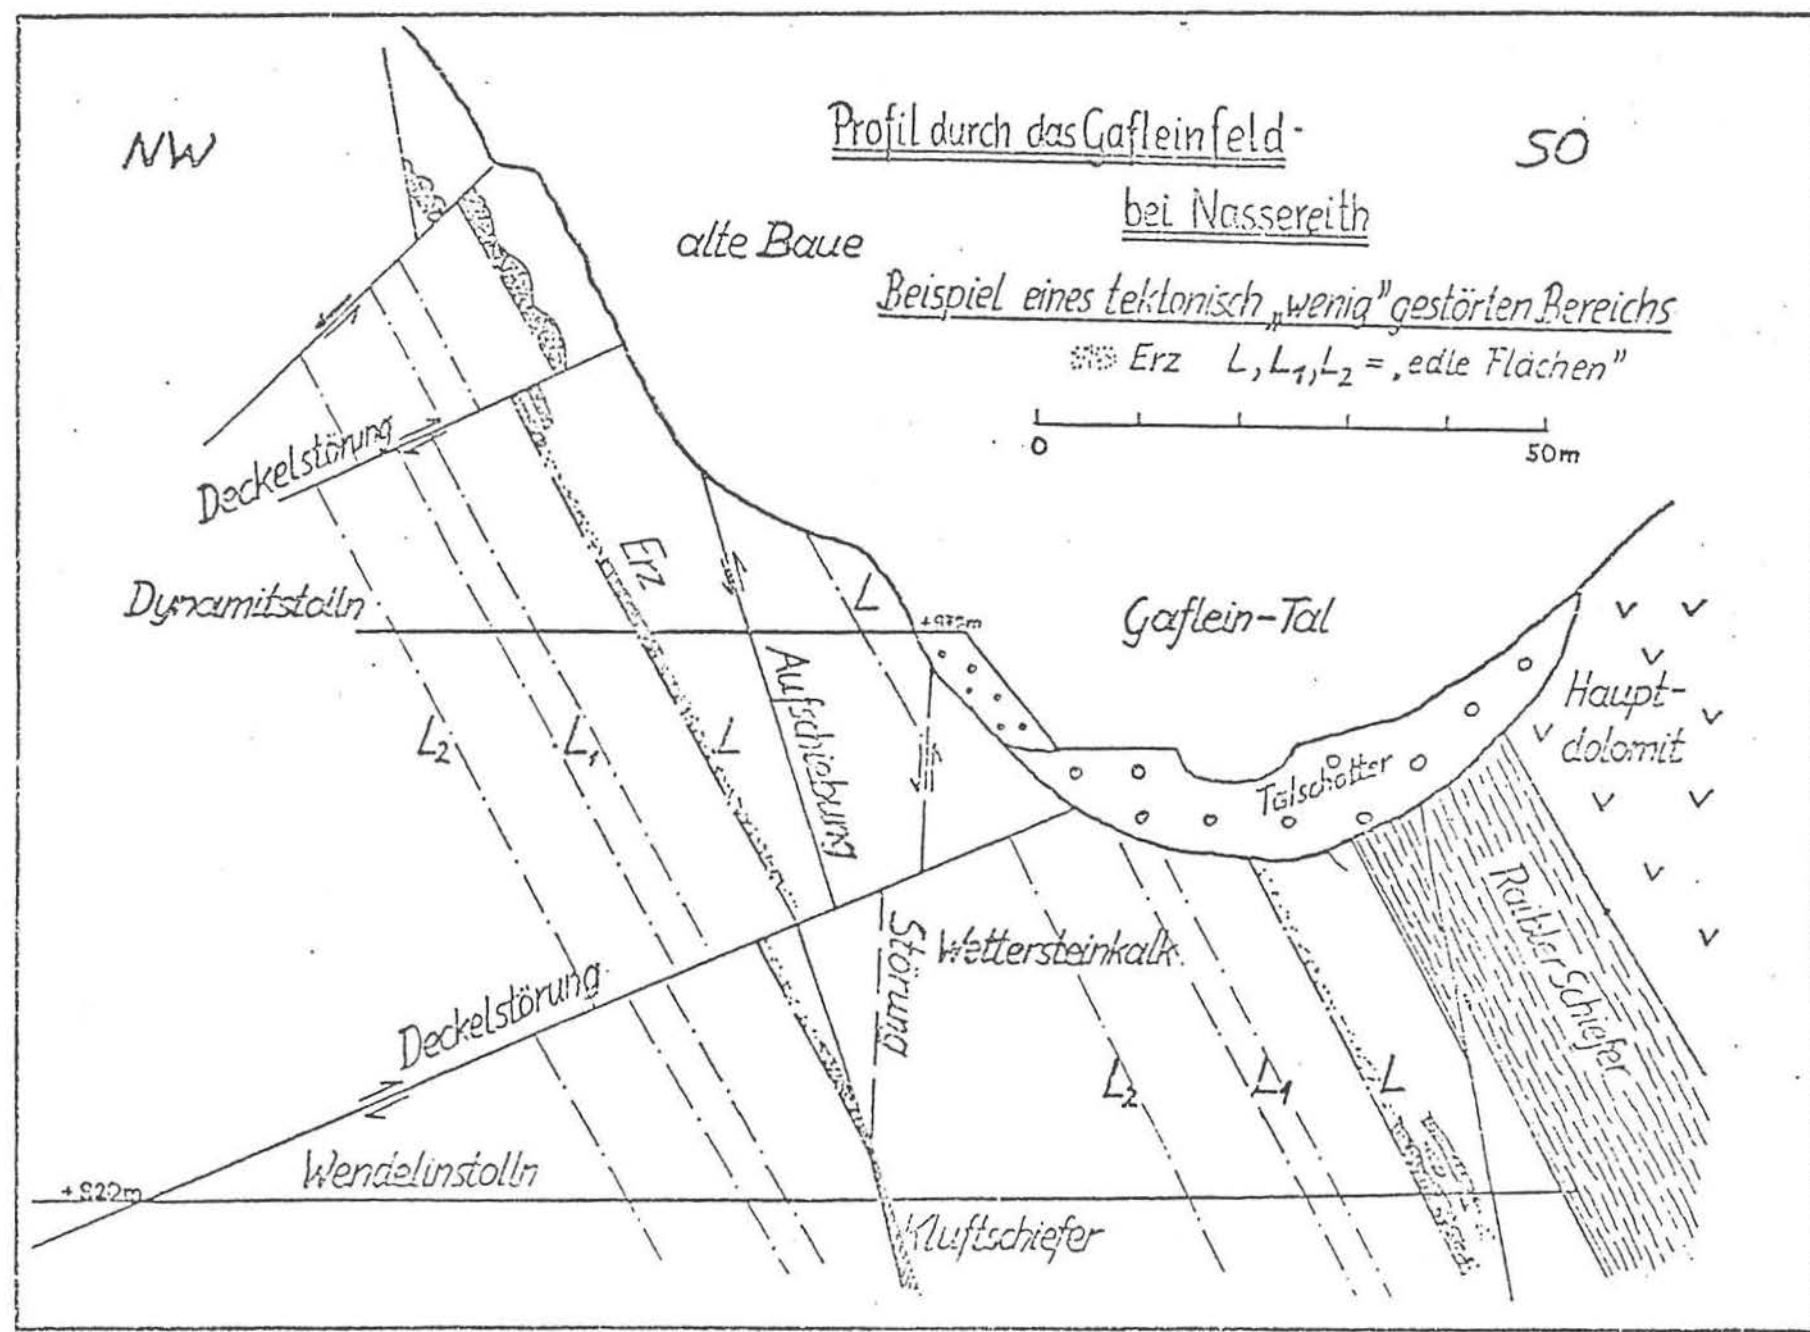 NW
Profil durch das Gafleinfeld-
SO
bei Nassereith
alte Baue
Beispiel eines tektonisch „wenig” gestörten Bereichs
Erz L, L₁, L₂ = „edle Flächen”
0 50m
Deckelstörung
Erz
Dynamitstolln
L
Gaflein-Tal
Aufschiebung
Haupt-
dolomit
L₂
L₁
L
Talschotter
Raibler Schiefer
Störung
Wettersteinkalk
Deckelstörung
L₂
L₁
L
Wendelinstolln
Kluftschiefer